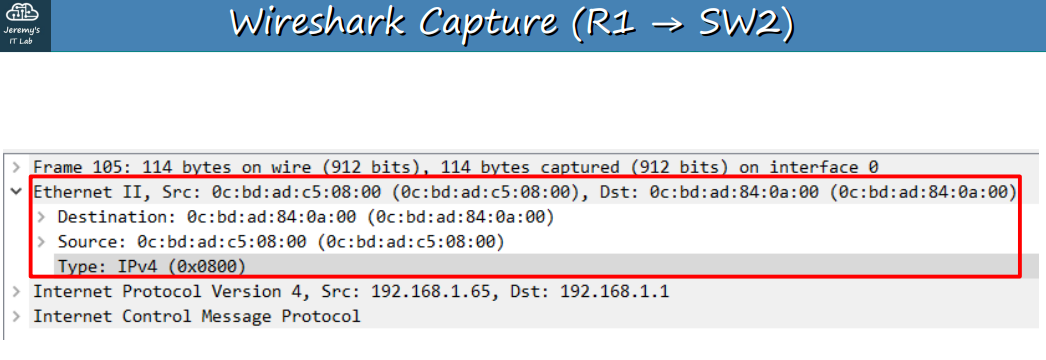 Jeremy's
IT Lab
Wireshark Capture (R1 → SW2)
Frame 105: 114 bytes on wire (912 bits), 114 bytes captured (912 bits) on interface 0
Ethernet II, Src: 0c:bd:ad:c5:08:00 (0c:bd:ad:c5:08:00), Dst: 0c:bd:ad:84:0a:00 (0c:bd:ad:84:0a:00)
Destination: 0c:bd:ad:84:0a:00 (0c:bd:ad:84:0a:00)
Source: 0c:bd:ad:c5:08:00 (0c:bd:ad:c5:08:00)
Type: IPv4 (0x0800)
Internet Protocol Version 4, Src: 192.168.1.65, Dst: 192.168.1.1
Internet Control Message Protocol